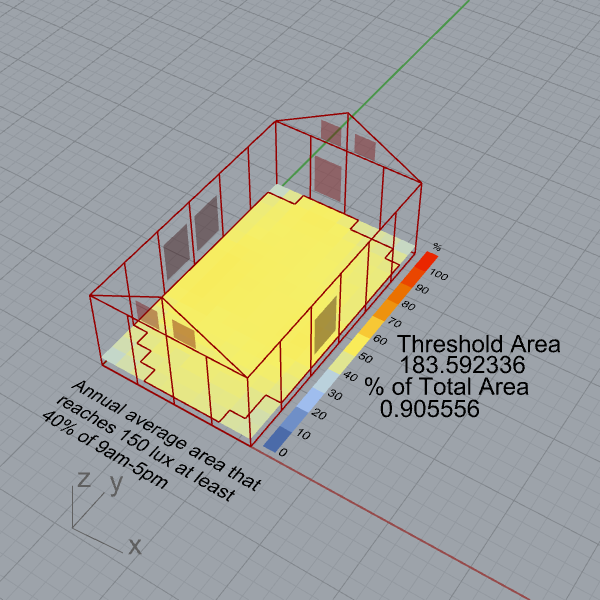 %
100
90
80
70
60
50
40
30
20
10
0
Threshold Area
183.592336
% of Total Area
0.905556
Annual average area that
reaches 150 lux at least
40% of 9am-5pm
z
y
x